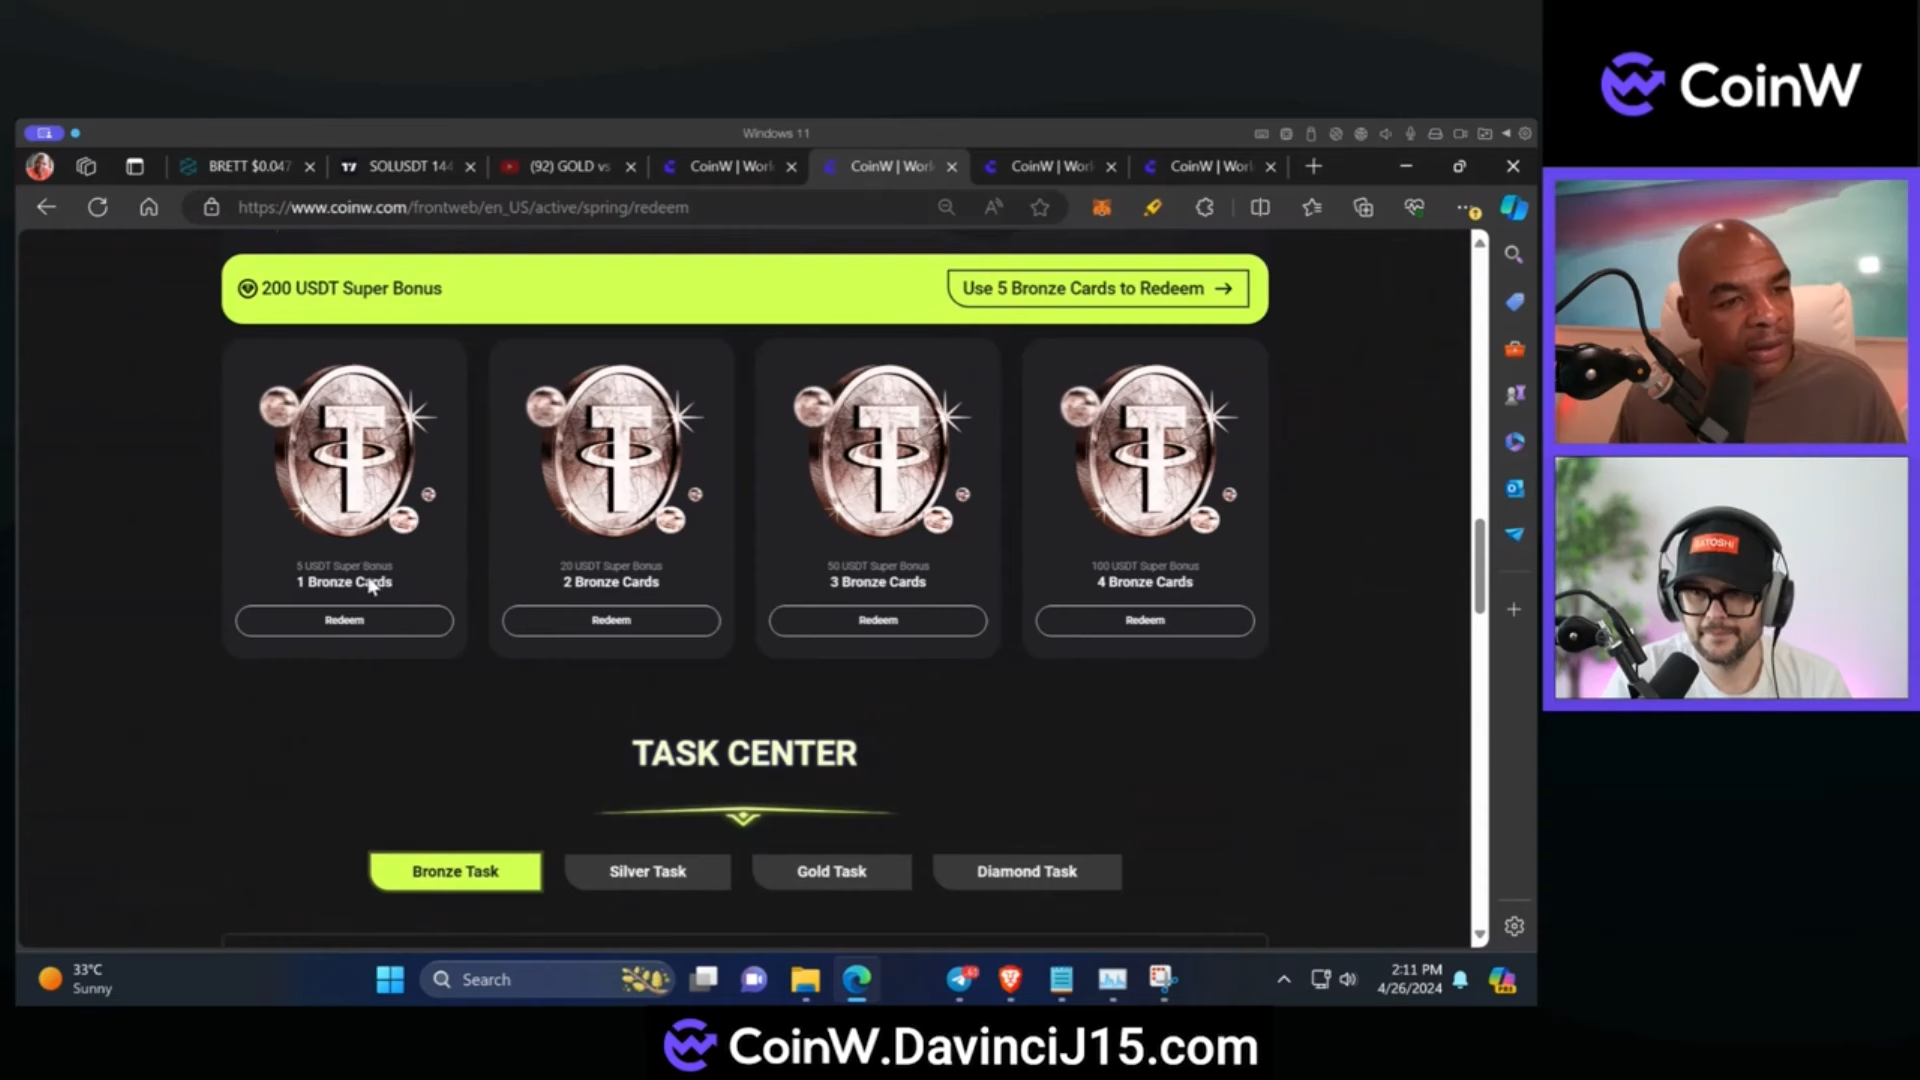 CoinW
Windows 11
BRETT $0.047
SOLUSDT 144
(92) GOLD vs
CoinW | Worl
CoinW | Worl
CoinW | Worl
CoinW | Worl
https://www.coinw.com/frontweb/en_US/active/spring/redeem
200 USDT Super Bonus
Use 5 Bronze Cards to Redeem →
5 USDT Super Bonus
1 Bronze Cards
Redeem
20 USDT Super Bonus
2 Bronze Cards
Redeem
50 USDT Super Bonus
3 Bronze Cards
Redeem
100 USDT Super Bonus
4 Bronze Cards
Redeem
SATOSHI
TASK CENTER
Bronze Task
Silver Task
Gold Task
Diamond Task
33°C
Sunny
Search
2:11 PM
4/26/2024
CoinW.DavinciJ15.com